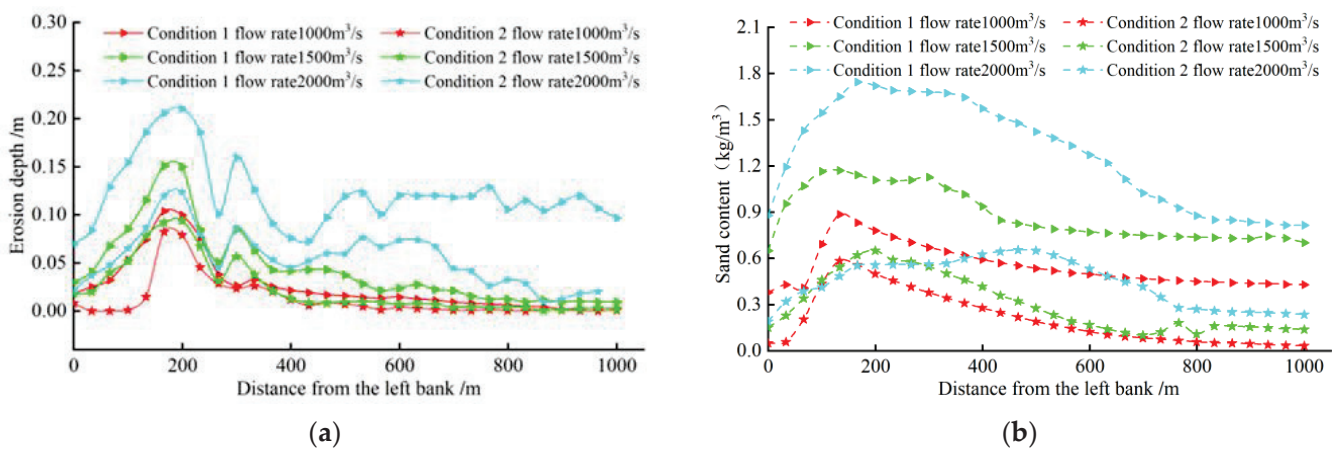 0.30
0.25
0.20
0.15
0.10
0.05
0.00
Erosion depth /m
Condition 1 flow rate1000m³/s
Condition 2 flow rate1000m³/s
Condition 1 flow rate1500m³/s
Condition 2 flow rate1500m³/s
Condition 1 flow rate2000m³/s
Condition 2 flow rate2000m³/s
0 200 400 600 800 1000
Distance from the left bank /m
(a)
2.1
1.8
1.5
1.2
0.9
0.6
0.3
0.0
Sand content（kg/m³）
Condition 1 flow rate1000m³/s
Condition 2 flow rate1000m³/s
Condition 1 flow rate1500m³/s
Condition 2 flow rate1500m³/s
Condition 1 flow rate2000m³/s
Condition 2 flow rate2000m³/s
0 200 400 600 800 1000
Distance from the left bank /m
(b)